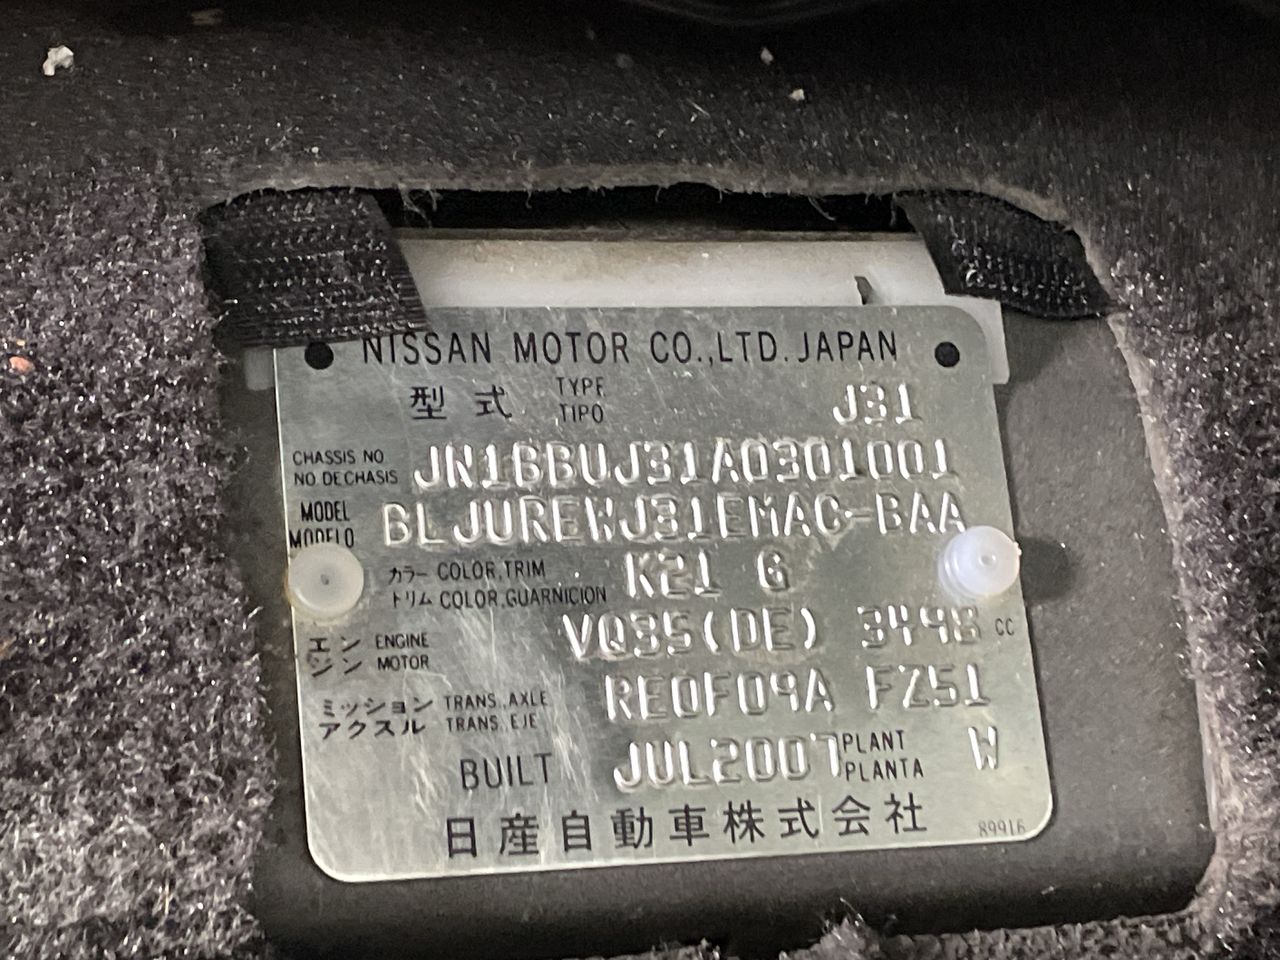 NISSAN MOTOR CO.,LTD. JAPAN
型式 TYPE TIPO J31
CHASSIS NO
NO DE CHASIS JN1BBUJ31A0301001
MODEL
MODELO BLJUREWJ31EMAC-BAA
カラー COLOR,TRIM
トリム COLOR,GUARNICION K21 G
エン ENGINE
ジン MOTOR VQ35(DE) 3498 CC
ミッション TRANS.,AXLE
アクスル TRANS.,EJE RE0F09A FZ51
BUILT JUL2007 PLANT PLANTA W
日産自動車株式会社
89916